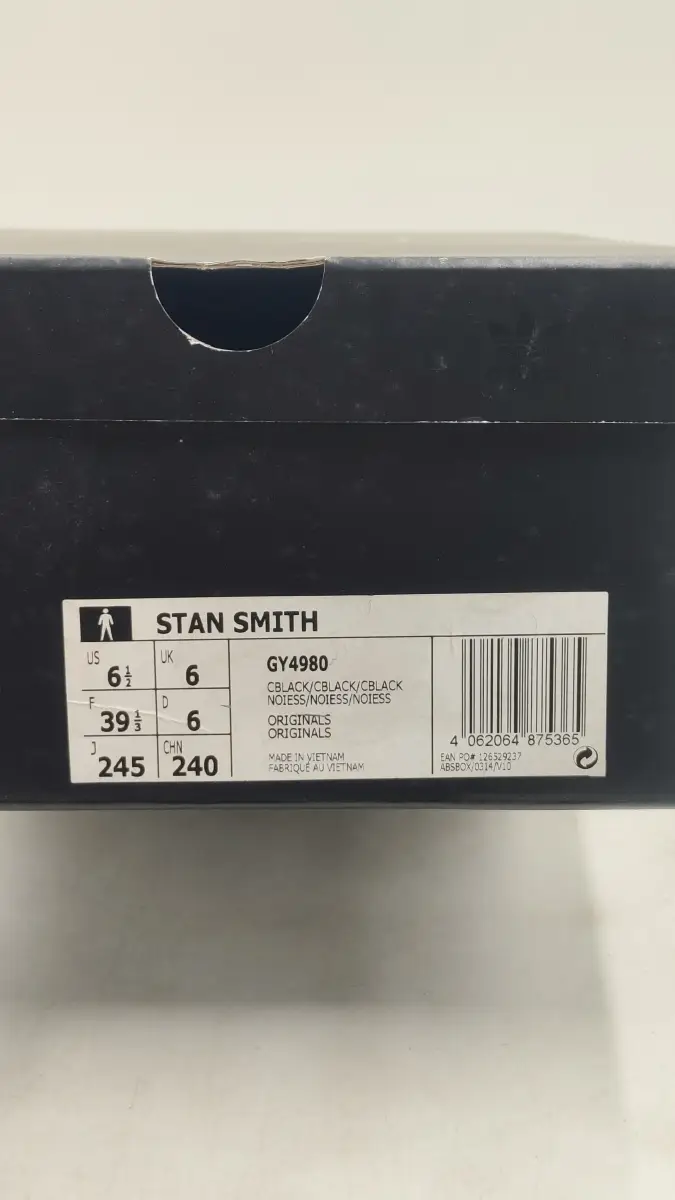 STAN SMITH
US 6½ UK 6
F 39⅓ D 6
J 245 CHN 240
GY4980
CBLACK/CBLACK/CBLACK
NOIESS/NOIESS/NOIESS
ORIGINALS
ORIGINALS
MADE IN VIETNAM
FABRIQUÉ AU VIETNAM
4 062064 875365
EAN PO# 126529237
ABSBOX/0314/V10